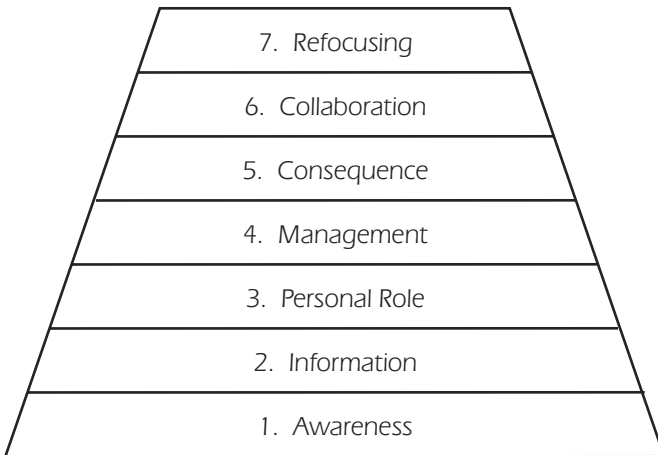 7. Refocusing
6. Collaboration
5. Consequence
4. Management
3. Personal Role
2. Information
1. Awareness